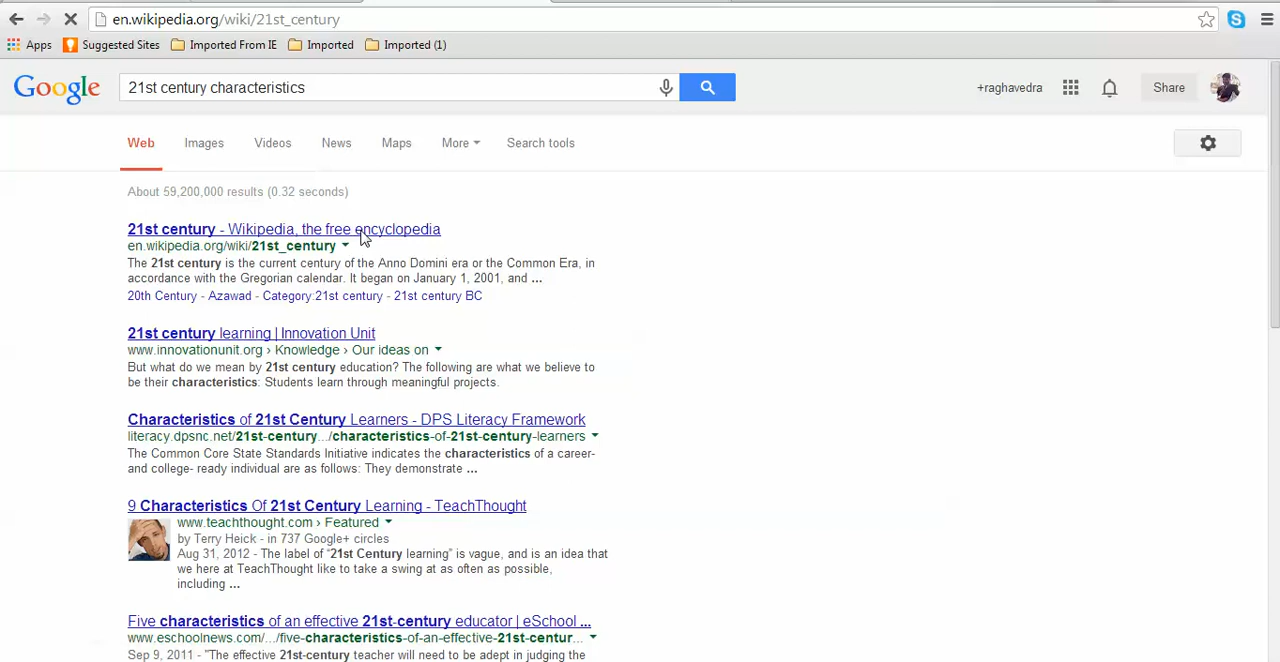 en.wikipedia.org/wiki/21st_century
Apps Suggested Sites Imported From IE Imported Imported (1)
Google 21st century characteristics +raghavedra Share
Web Images Videos News Maps More Search tools
About 59,200,000 results (0.32 seconds)
21st century - Wikipedia, the free encyclopedia
en.wikipedia.org/wiki/21st_century
The 21st century is the current century of the Anno Domini era or the Common Era, in
accordance with the Gregorian calendar. It began on January 1, 2001, and ...
20th Century - Azawad - Category:21st century - 21st century BC
21st century learning | Innovation Unit
www.innovationunit.org › Knowledge › Our ideas on
But what do we mean by 21st century education? The following are what we believe to
be their characteristics: Students learn through meaningful projects.
Characteristics of 21st Century Learners - DPS Literacy Framework
literacy.dpsnc.net/21st-century.../characteristics-of-21st-century-learners
The Common Core State Standards Initiative indicates the characteristics of a career-
and college- ready individual are as follows: They demonstrate ...
9 Characteristics Of 21st Century Learning - TeachThought
www.teachthought.com › Featured
by Terry Heick - in 737 Google+ circles
Aug 31, 2012 - The label of “21st Century learning” is vague, and is an idea that
we here at TeachThought like to take a swing at as often as possible,
including ...
Five characteristics of an effective 21st-century educator | eSchool ...
www.eschoolnews.com/.../five-characteristics-of-an-effective-21st-centur...
Sep 9, 2011 - "The effective 21st-century teacher will need to be adept in judging the